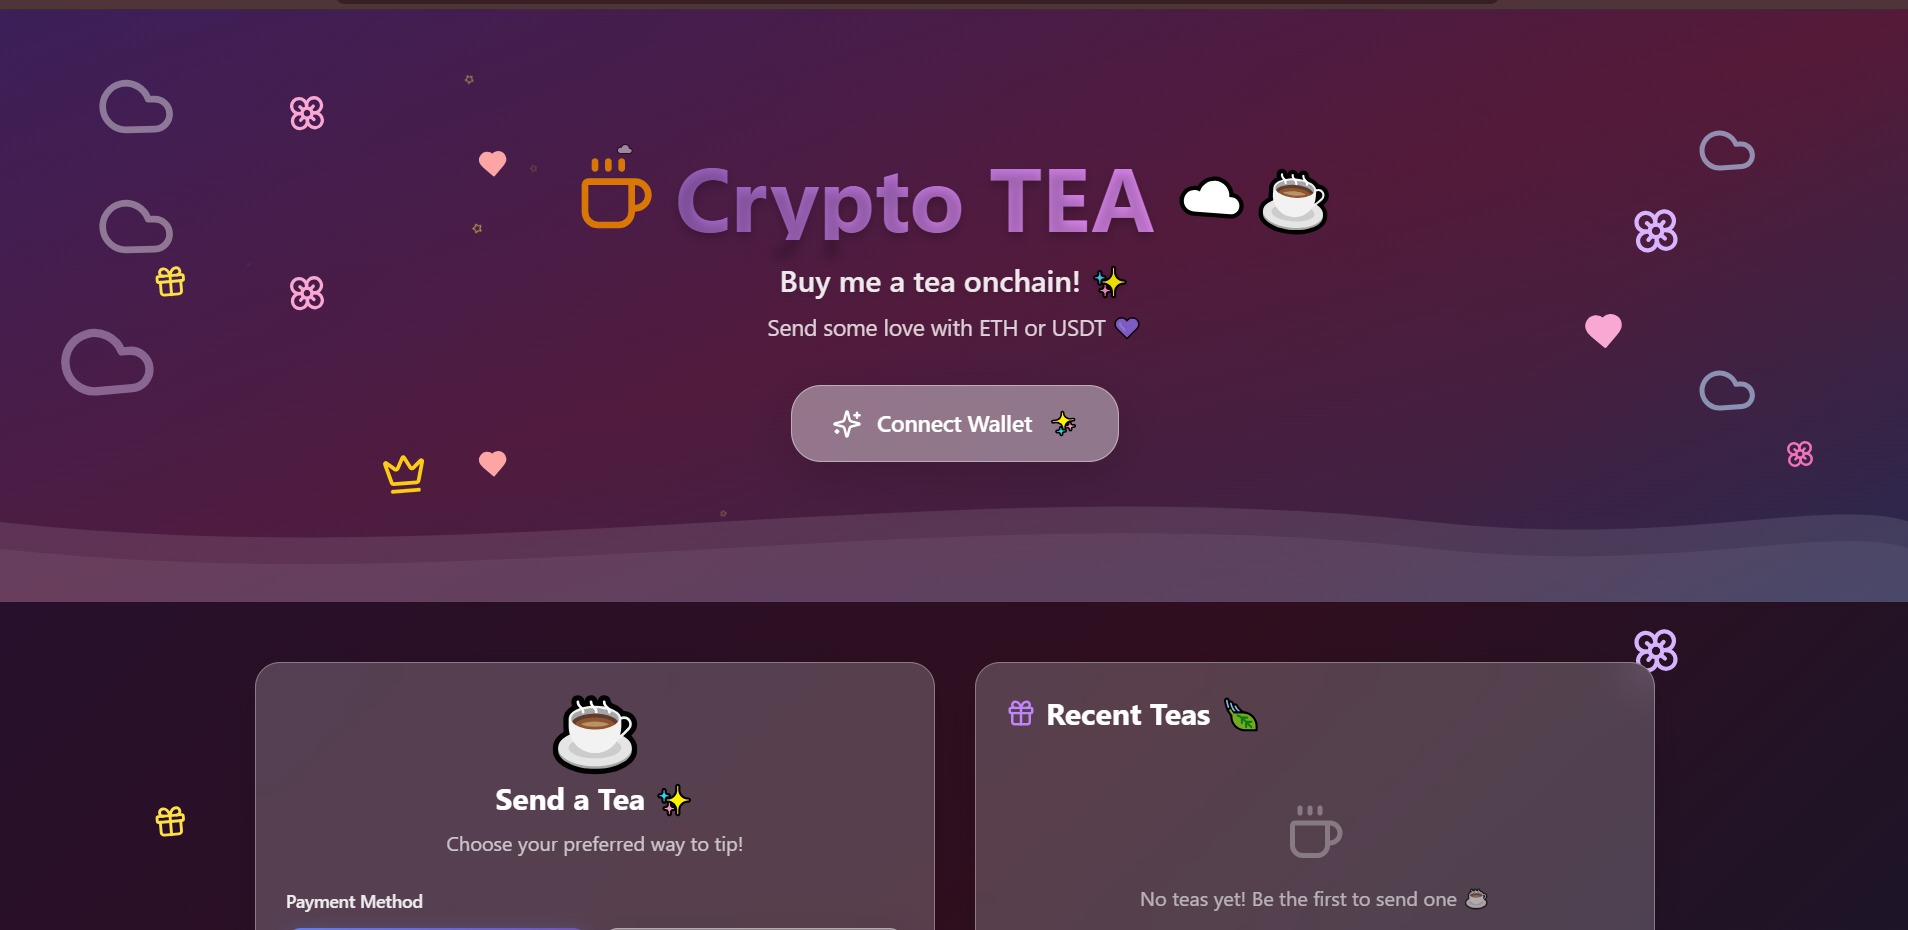 Crypto TEA
Buy me a tea onchain!
Send some love with ETH or USDT
Connect Wallet
Send a Tea
Choose your preferred way to tip!
Payment Method
Recent Teas
No teas yet! Be the first to send one